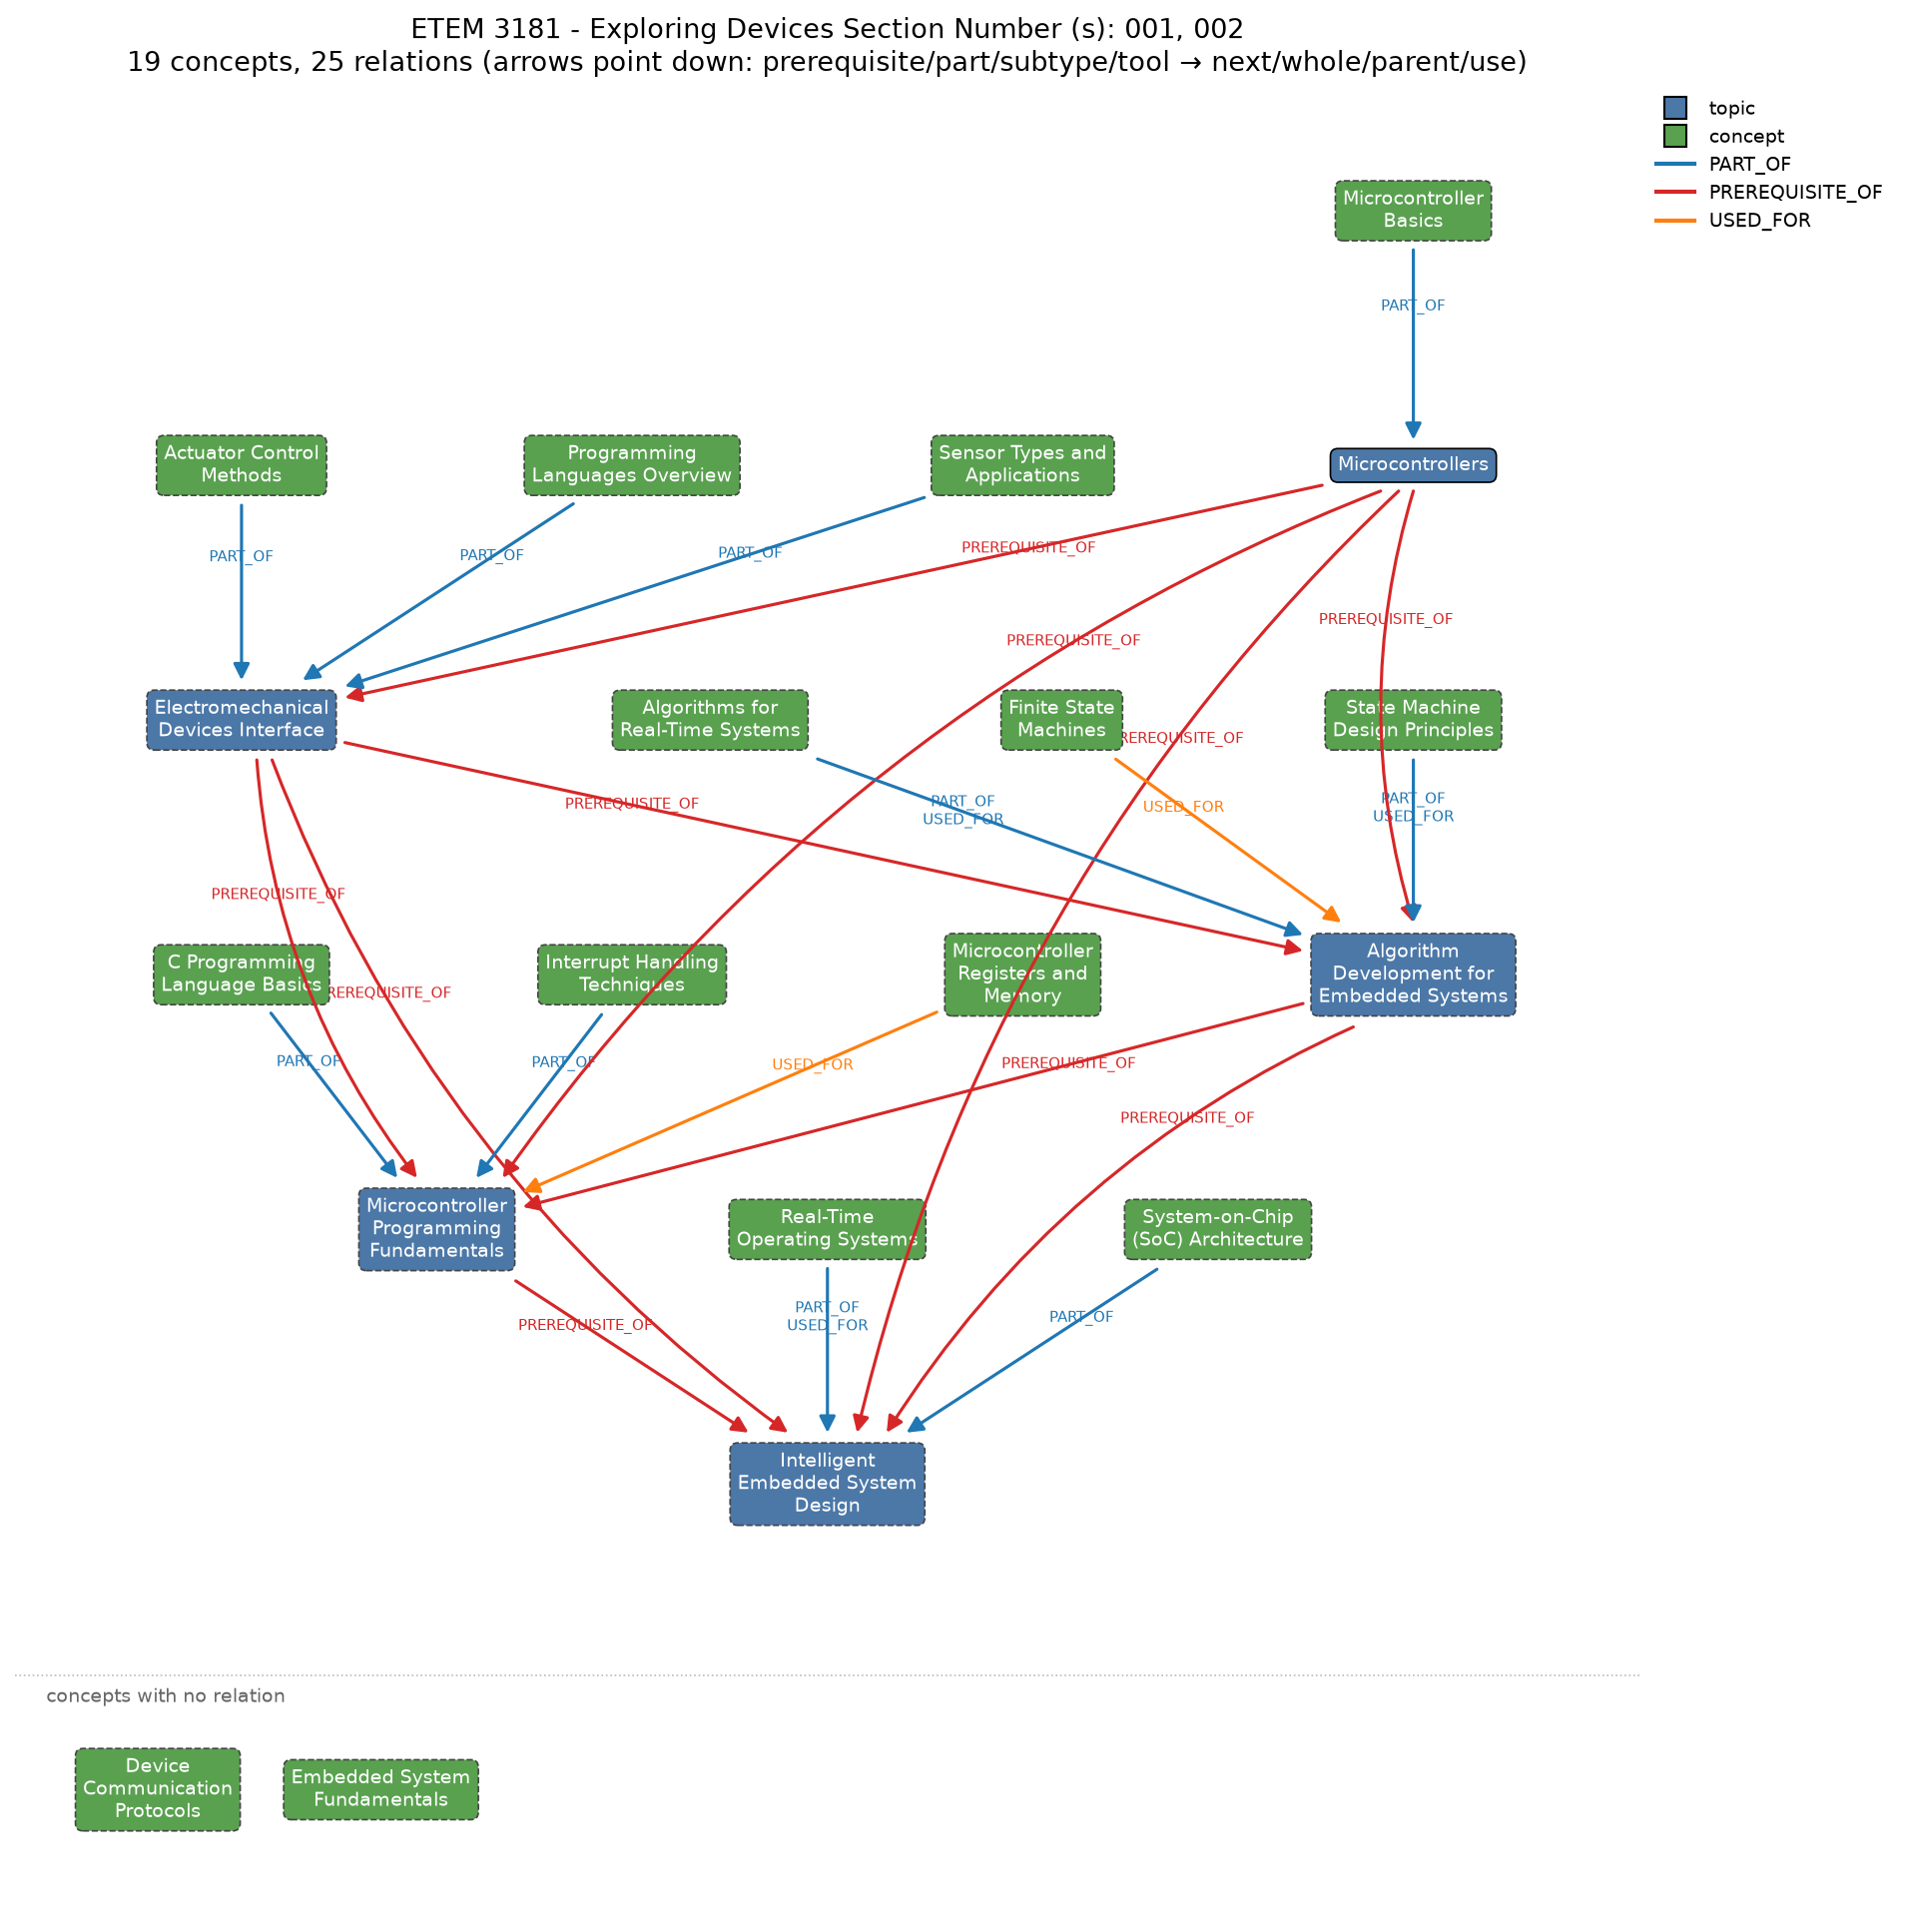 ETEM 3181 - Exploring Devices Section Number (s): 001, 002
19 concepts, 25 relations (arrows point down: prerequisite/part/subtype/tool → next/whole/parent/use)
topic
concept
PART_OF
PREREQUISITE_OF
USED_FOR
Microcontroller
Basics
PART_OF
Actuator Control
Methods
Programming
Languages Overview
Sensor Types and
Applications
Microcontrollers
PART_OF
PART_OF
PART_OF
PREREQUISITE_OF
PREREQUISITE_OF
PREREQUISITE_OF
Electromechanical
Devices Interface
Algorithms for
Real-Time Systems
Finite State
Machines
REREQUISITE_OF
State Machine
Design Principles
PREREQUISITE_OF
PART_OF
USED_FOR
USED_FOR
PART_OF
USED_FOR
PREREQUISITE_OF
C Programming
Language Basics
REREQUISITE_OF
Interrupt Handling
Techniques
Microcontroller
Registers and
Memory
Algorithm
Development for
Embedded Systems
PART_OF
PART_OF
USED_FOR
PREREQUISITE_OF
PREREQUISITE_OF
Microcontroller
Programming
Fundamentals
Real-Time
Operating Systems
System-on-Chip
(SoC) Architecture
PREREQUISITE_OF
PART_OF
USED_FOR
PART_OF
Intelligent
Embedded System
Design
concepts with no relation
Device
Communication
Protocols
Embedded System
Fundamentals